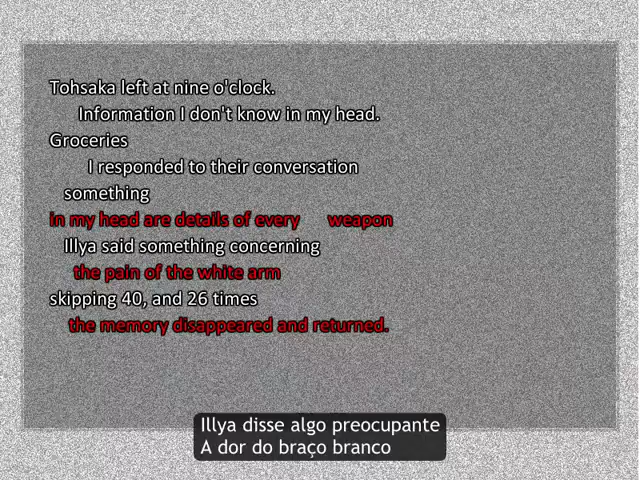 Tohsaka left at nine o'clock.
Information I don't know in my head.
Groceries
I responded to their conversation
something
in my head are details of every weapon
Illya said something concerning
the pain of the white arm
skipping 40, and 26 times
the memory disappeared and returned.
Illya disse algo preocupante
A dor do braço branco